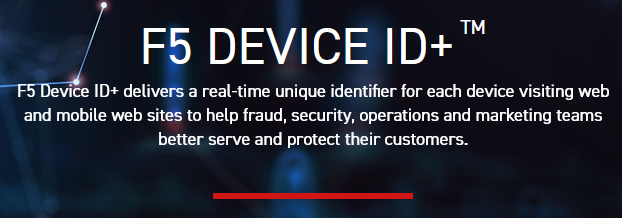 F5 DEVICE ID+ ™
F5 Device ID+ delivers a real-time unique identifier for each device visiting web
and mobile web sites to help fraud, security, operations and marketing teams
better serve and protect their customers.